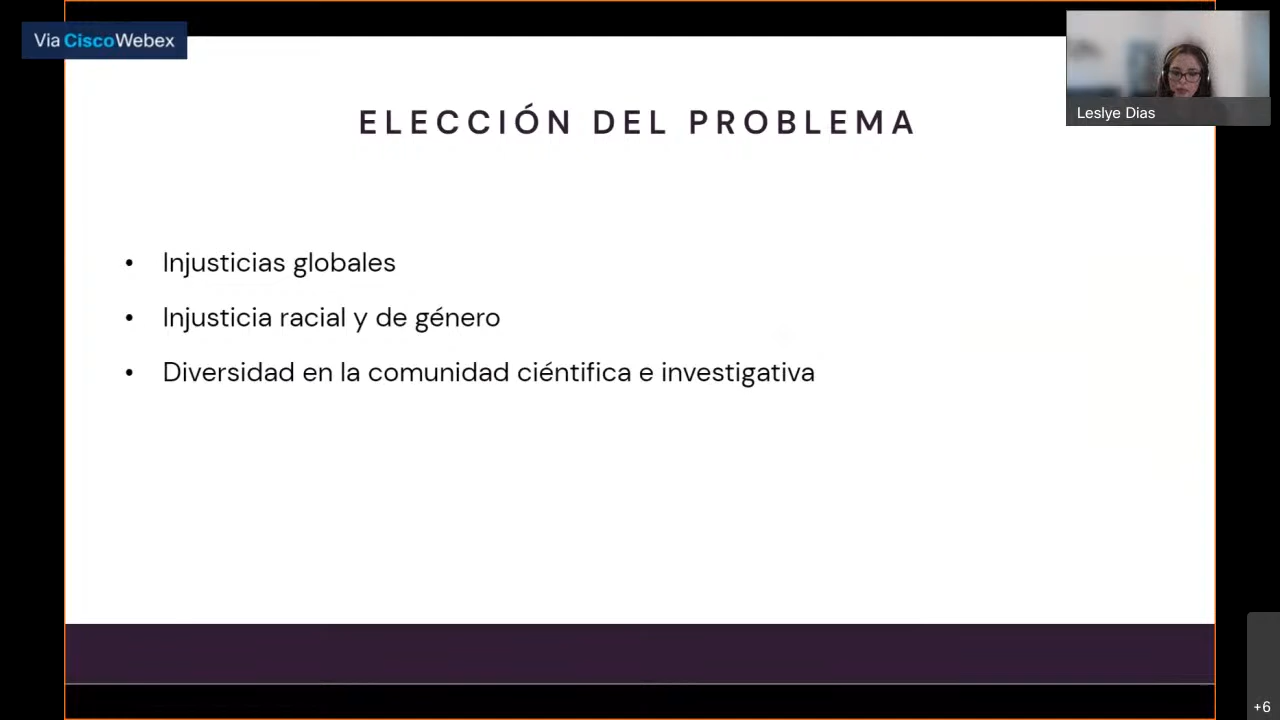 Via CiscoWebex
Leslye Dias
ELECCIÓN DEL PROBLEMA
• Injusticias globales
• Injusticia racial y de género
• Diversidad en la comunidad ciéntifica e investigativa
+6